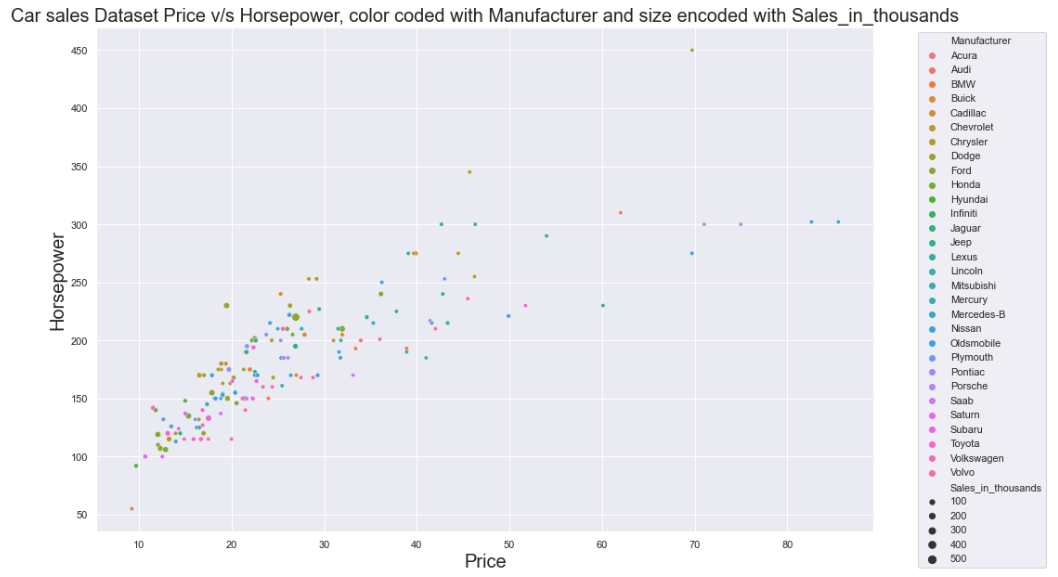 Car sales Dataset Price v/s Horsepower, color coded with Manufacturer and size encoded with Sales_in_thousands
Horsepower
450
400
350
300
250
200
150
100
50
10
20
30
40
50
60
70
80
Price
Manufacturer
Acura
Audi
BMW
Buick
Cadillac
Chevrolet
Chrysler
Dodge
Ford
Honda
Hyundai
Infiniti
Jaguar
Jeep
Lexus
Lincoln
Mitsubishi
Mercury
Mercedes-B
Nissan
Oldsmobile
Plymouth
Pontiac
Porsche
Saab
Saturn
Subaru
Toyota
Volkswagen
Volvo
Sales_in_thousands
100
200
300
400
500